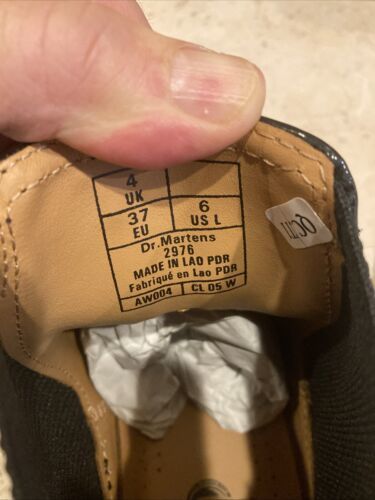 4
UK
37
EU
6
US L
Dr.Martens
2976
MADE IN LAO PDR
Fabriqué en Lao PDR
AW004
CL 05 W